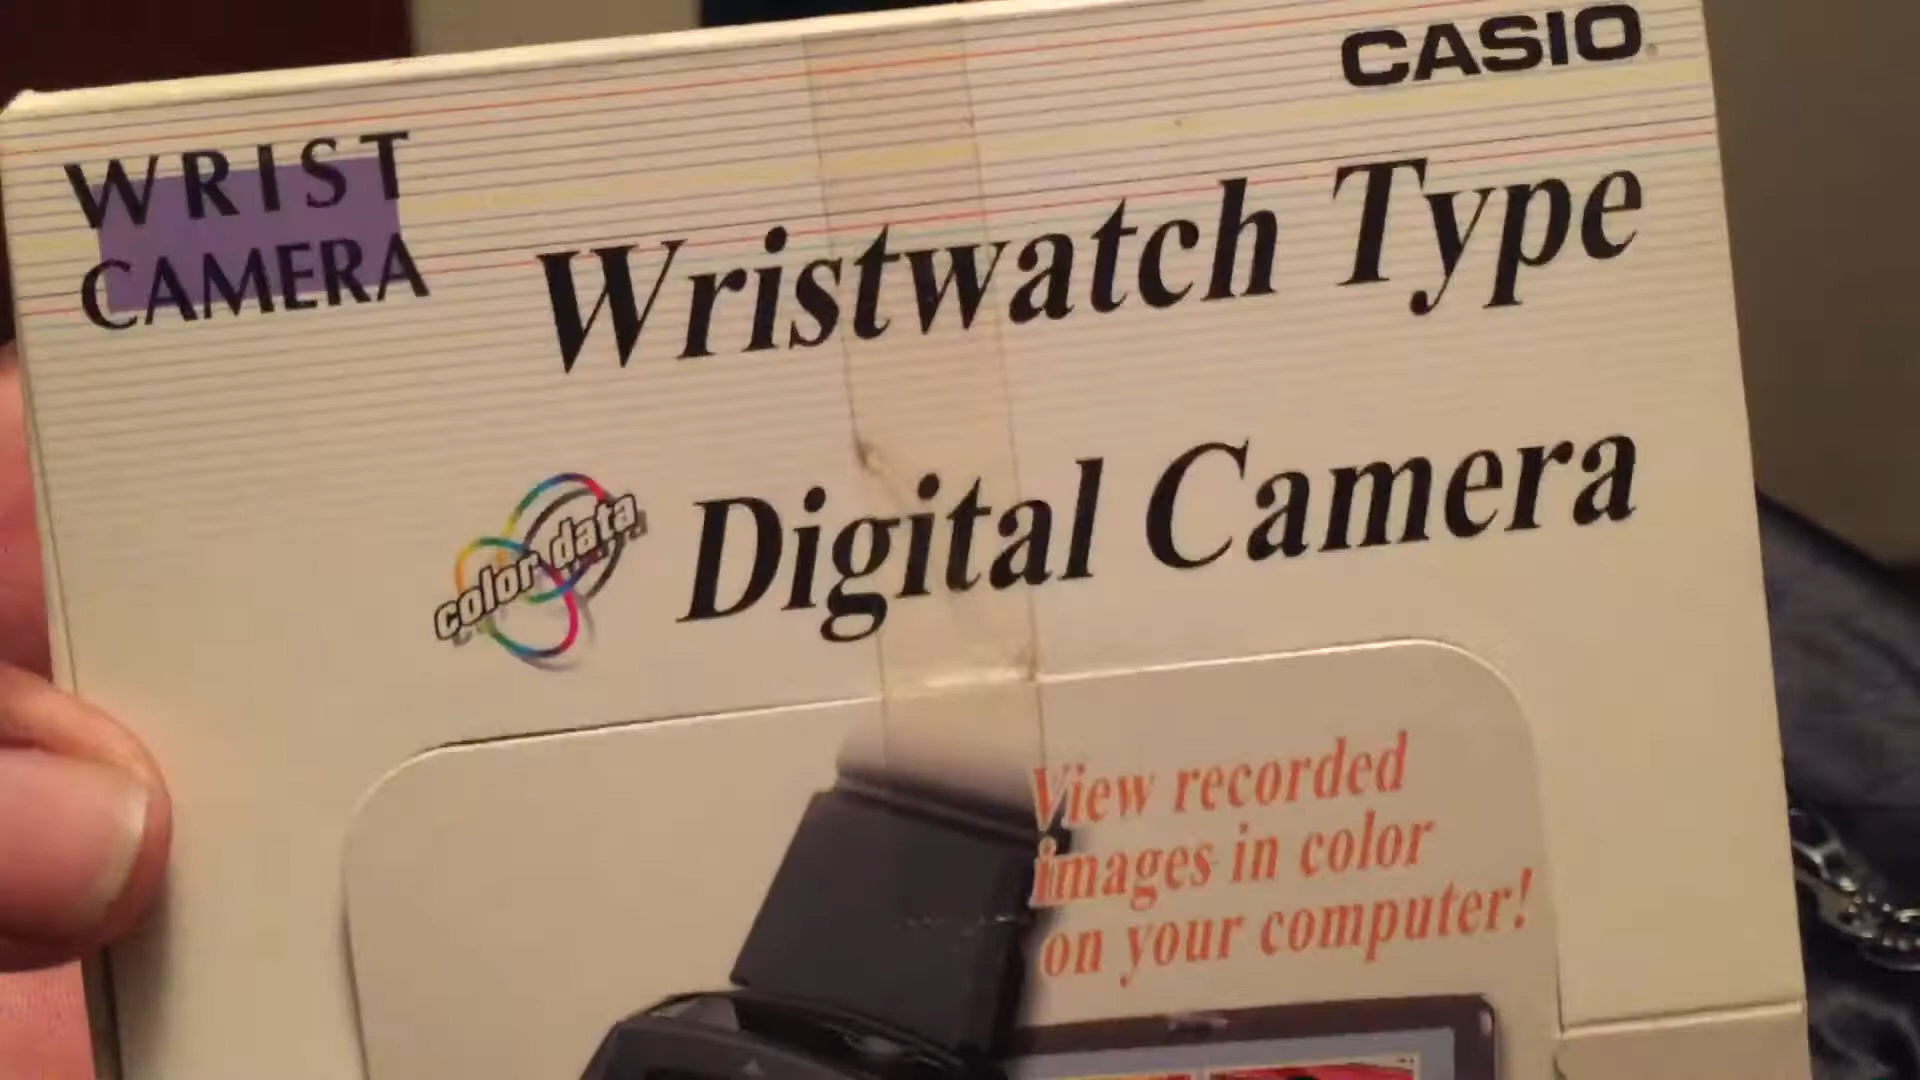 CASIO
WRIST
CAMERA
Wristwatch Type
color data
Digital Camera
View recorded
images in color
on your computer!